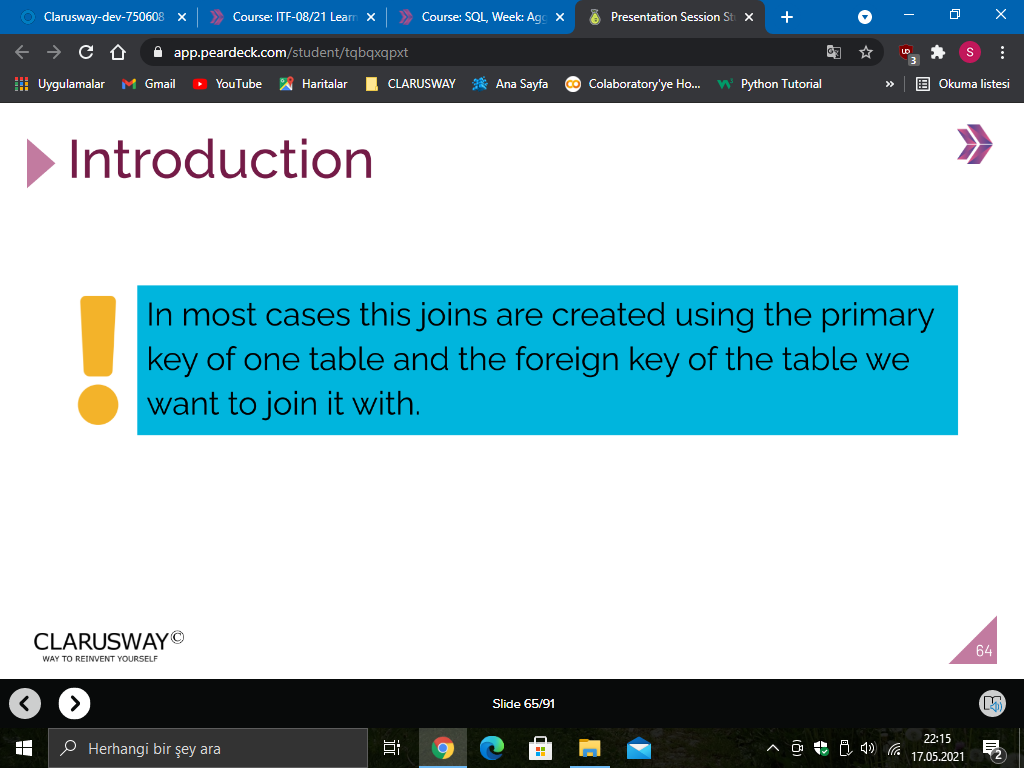 Clarusway-dev-750608
Course: ITF-08/21 Learn
Course: SQL, Week: Agg
Presentation Session St
app.peardeck.com/student/tqbqxqpxt
3
S
Uygulamalar
Gmail
YouTube
Haritalar
CLARUSWAY
Ana Sayfa
Colaboratory'ye Ho...
Python Tutorial
»
Okuma listesi
Introduction
In most cases this joins are created using the primary
key of one table and the foreign key of the table we
want to join it with.
CLARUSWAY©
WAY TO REINVENT YOURSELF
64
Slide 65/91
Herhangi bir şey ara
22:15
17.05.2021
2